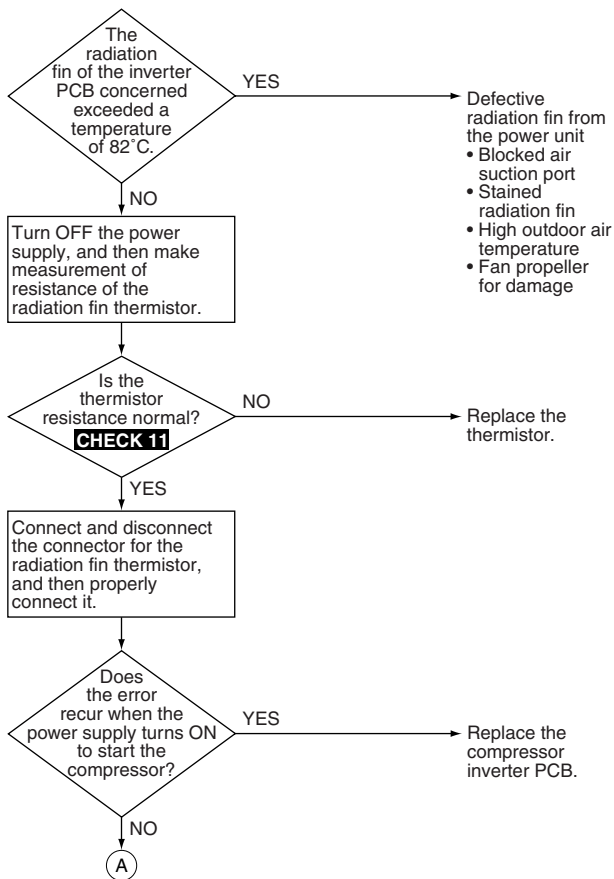 The
radiation
fin of the inverter
PCB concerned
exceeded a
temperature
of 82˚C.
YES
Defective
radiation fin from
the power unit
• Blocked air
suction port
• Stained
radiation fin
• High outdoor air
temperature
• Fan propeller
for damage
NO
Turn OFF the power
supply, and then make
measurement of
resistance of the
radiation fin thermistor.
Is the
thermistor
resistance normal?
CHECK 11
NO
Replace the
thermistor.
YES
Connect and disconnect
the connector for the
radiation fin thermistor,
and then properly
connect it.
Does
the error
recur when the
power supply turns ON
to start the
compressor?
YES
Replace the
compressor
inverter PCB.
NO
A